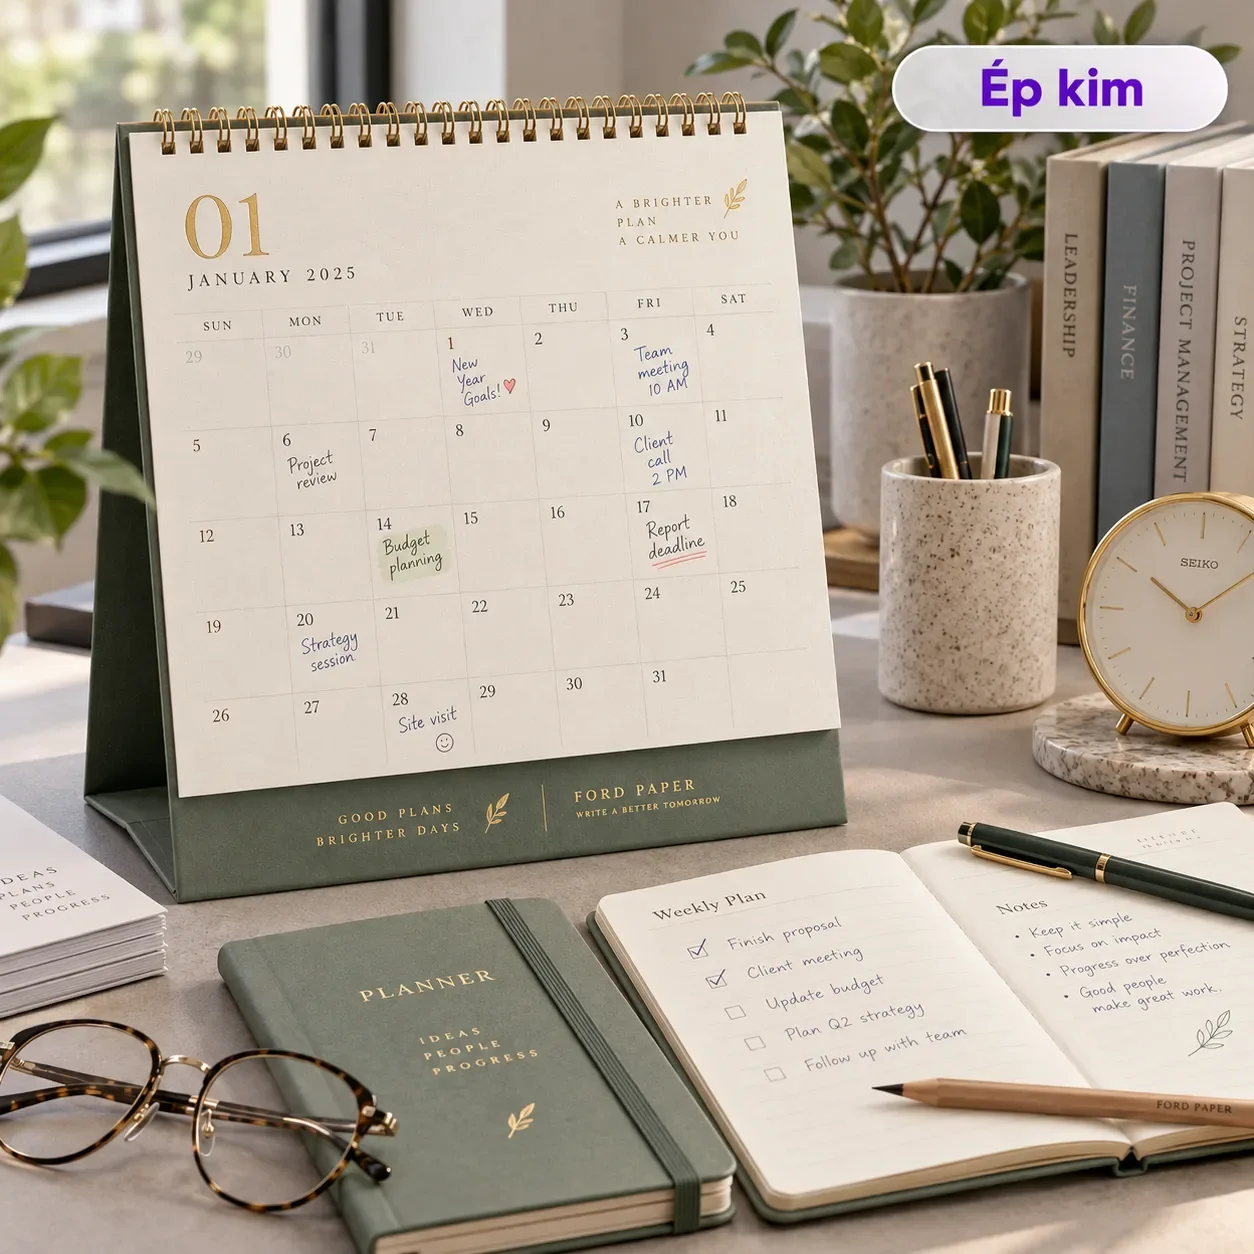 Ép kim
01
JANUARY 2025
A BRIGHTER
PLAN
A CALMER YOU
SUN MON TUE WED THU FRI SAT
29 30 31 1 2 3 4
New
Year
Goals!
Team
meeting
10 AM
5 6 7 8 9 10 11
Project
review
Client
call
2 PM
12 13 14 15 16 17 18
Budget
planning
Report
deadline
19 20 21 22 23 24 25
Strategy
session
26 27 28 29 30 31
Site visit
GOOD PLANS
BRIGHTER DAYS
FORD PAPER
WRITE A BETTER TOMORROW
LEADERSHIP
FINANCE
PROJECT MANAGEMENT
STRATEGY
SEIKO
IDEAS
PLANS
PEOPLE
PROGRESS
PLANNER
IDEAS
PEOPLE
PROGRESS
Weekly Plan
Finish proposal
Client meeting
Update budget
Plan Q2 strategy
Follow up with team
Notes
• Keep it simple
• Focus on impact
• Progress over perfection
• Good people
make great work.
FORD PAPER